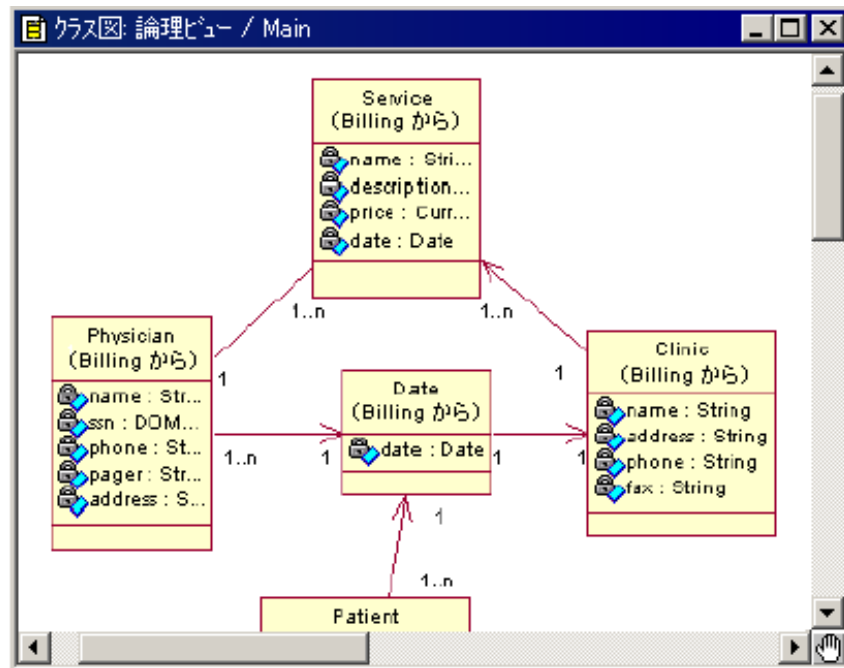 クラス図: 論理ビュー / Main
Service
(Billing から)
name : Stri...
description...
price : Curr...
date : Date
1..n
1..n
Physician
(Billing から)
name : Str...
ssn : DOM...
phone : St...
pager : Str...
address : S...
1
1
Clinic
(Billing から)
name : String
address : String
phone : String
fax : String
Date
(Billing から)
date : Date
1..n
1
1
1
1
1..n
Patient